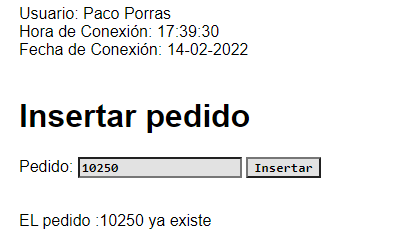 Usuario: Paco Porras
Hora de Conexión: 17:39:30
Fecha de Conexión: 14-02-2022
Insertar pedido
Pedido: 10250 Insertar
EL pedido :10250 ya existe